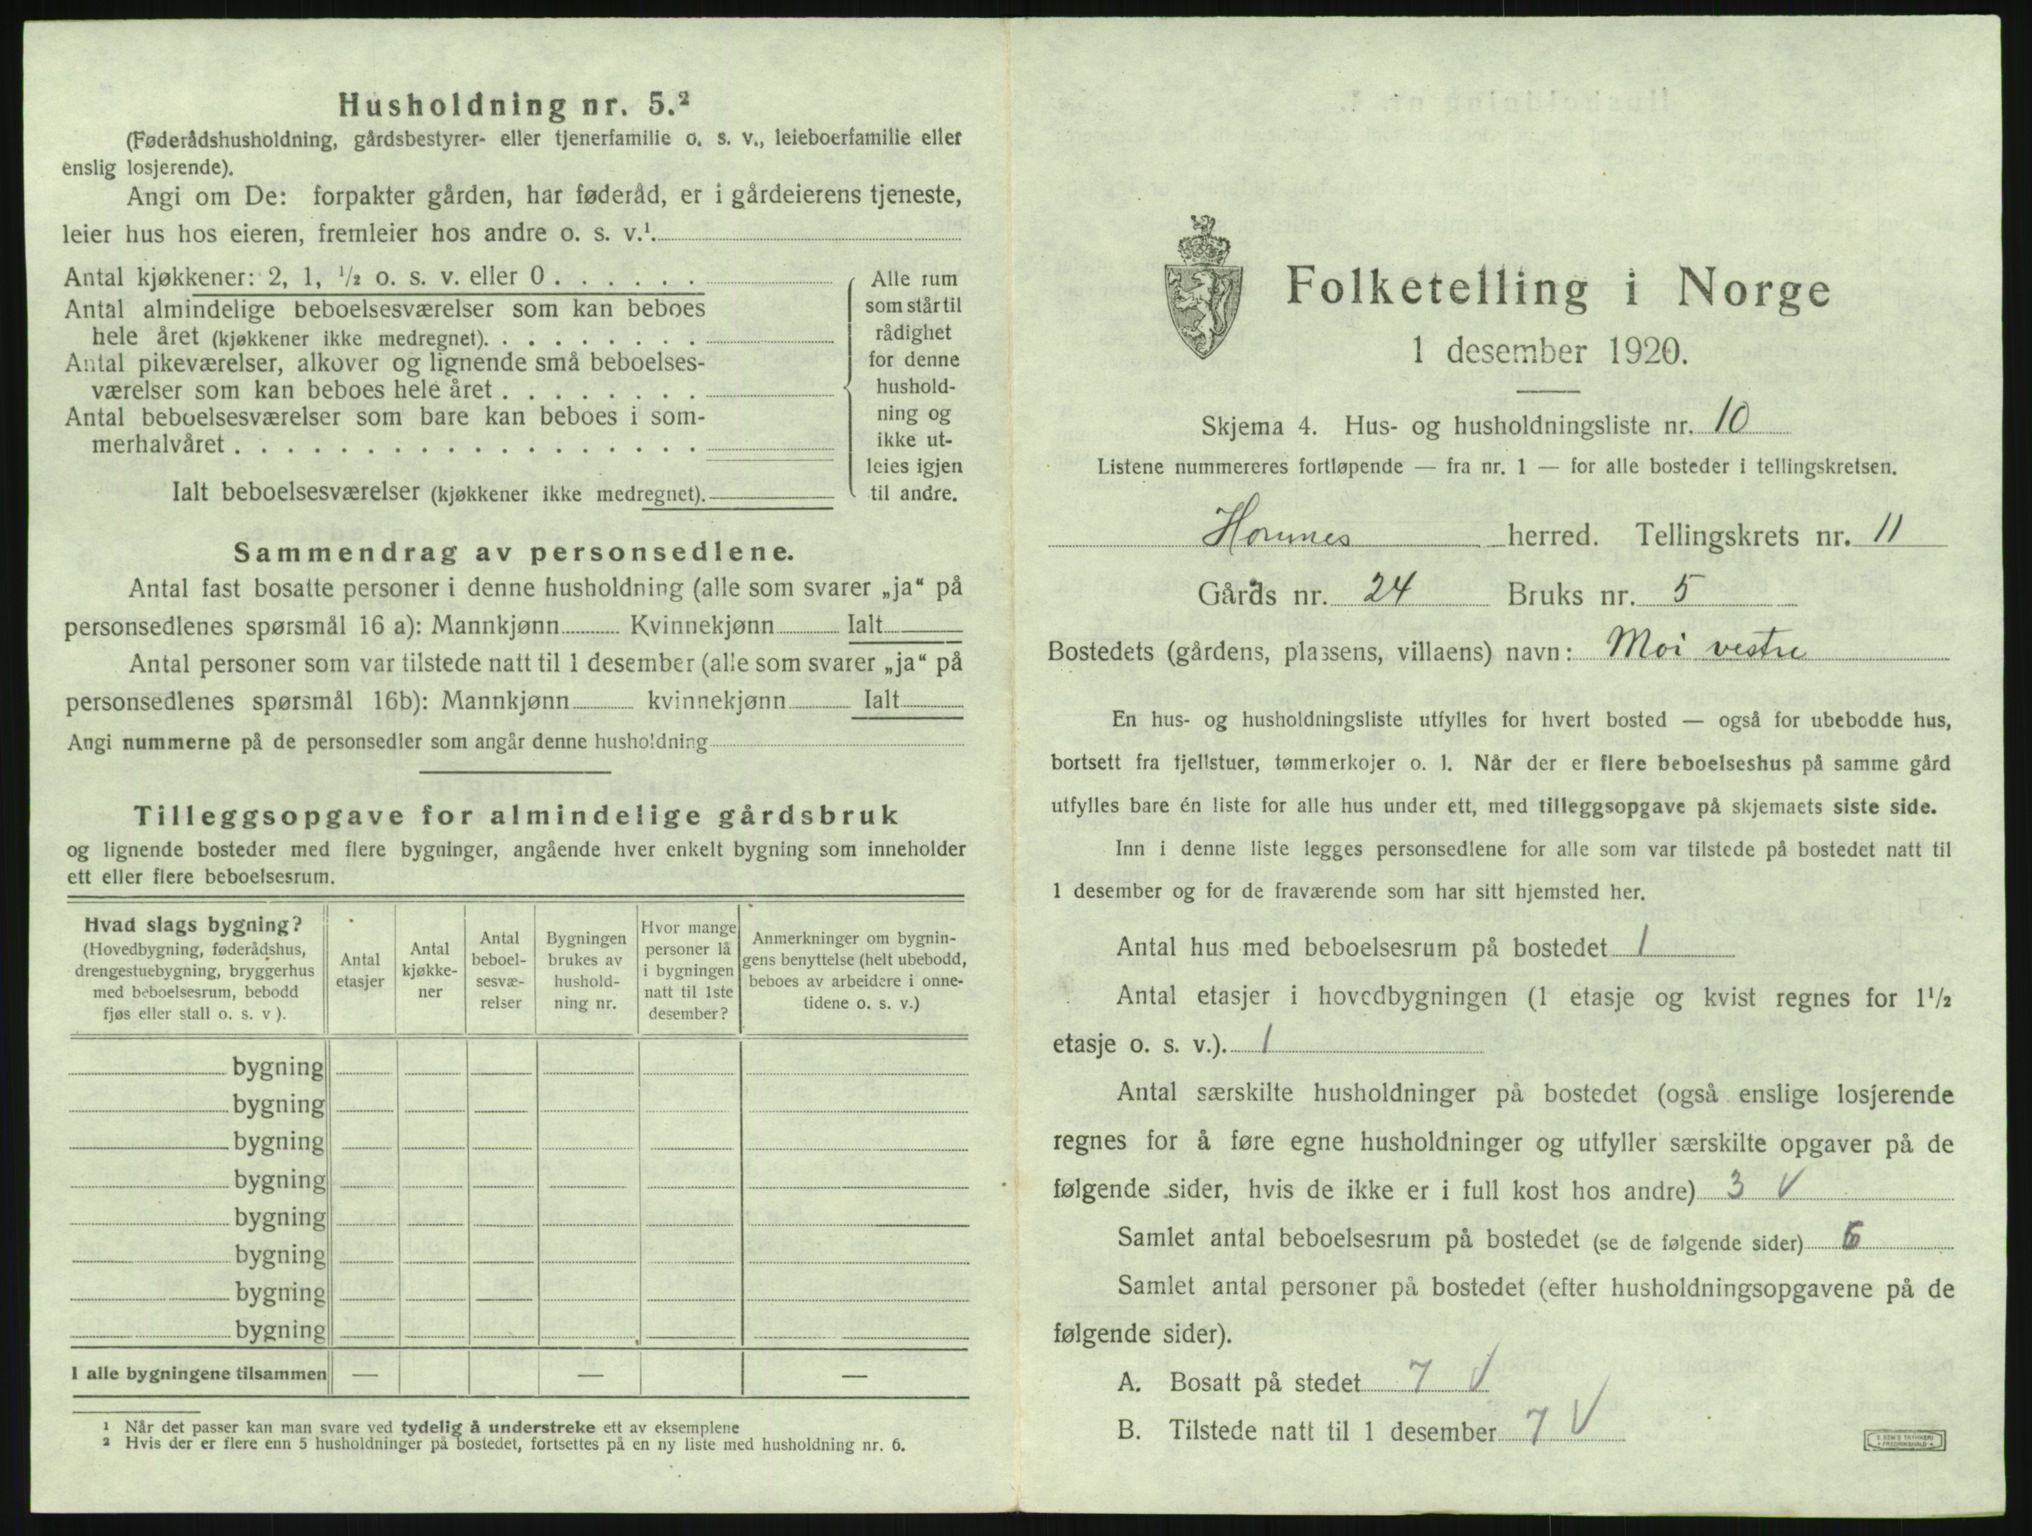 Husholdning nr. 5.²
(Føderådshusholdning, gårdsbestyrer- eller tjenerfamilie o. s. v., leieboerfamilie eller
enslig losjerende).
Angi om De: forpakter gården, har føderåd, er i gårdeierens tjeneste,
leier hus hos eieren, fremleier hos andre o. s. v.¹
Antal kjøkkener: 2, 1, ½ o. s. v. eller 0 . . . . . .
Antal almindelige beboelsesværelser som kan beboes
hele året (kjøkkener ikke medregnet). . . . . . . . .
Antal pikeværelser, alkover og lignende små beboelses-
værelser som kan beboes hele året . . . . . . . .
Antal beboelsesværelser som bare kan beboes i som-
merhalvåret . . . . . . . . . . . . . . . . . .
Ialt beboelsesværelser (kjøkkener ikke medregnet).
Alle rum
som står til
rådighet
for denne
hushold-
ning og
ikke ut-
leies igjen
til andre.
Sammendrag av personsedlene.
Antal fast bosatte personer i denne husholdning (alle som svarer „ja“ på
personsedlenes spørsmål 16 a): Mannkjønn Kvinnekjønn Ialt
Antal personer som var tilstede natt til 1 desember (alle som svarer „ja“ på
personsedlenes spørsmål 16b): Mannkjønn kvinnekjønn Ialt
Angi nummerne på de personsedler som angår denne husholdning
Tilleggsopgave for almindelige gårdsbruk
og lignende bosteder med flere bygninger, angående hver enkelt bygning som inneholder
ett eller flere beboelsesrum.
Hvad slags bygning?
(Hovedbygning, føderådshus,
drengestuebygning, bryggerhus
med beboelsesrum, bebodd
fjøs eller stall o. s. v ).
Antal
etasjer
Antal
kjøkke-
ner
Antal
beboel-
sesvæ-
relser
Bygningen
brukes av
hushold-
ning nr.
Hvor mange
personer lå
i bygningen
natt til 1ste
desember?
Anmerkninger om bygnin-
gens benyttelse (helt ubebodd,
beboes av arbeidere i onne-
tidene o. s. v.)
bygning
bygning
bygning
bygning
bygning
bygning
bygning
bygning
I alle bygningene tilsammen — — —
¹ Når det passer kan man svare ved tydelig å understreke ett av eksemplene
² Hvis der er flere enn 5 husholdninger på bostedet, fortsettes på en ny liste med husholdning nr. 6.
Folketelling i Norge
1 desember 1920.
Skjema 4. Hus- og husholdningsliste nr. 10
Listene nummereres fortløpende — fra nr. 1 — for alle bosteder i tellingskretsen.
Hornnes herred. Tellingskrets nr. 11
Gårds nr. 24 Bruks nr. 5
Bostedets (gårdens, plassens, villaens) navn: Moi vestre
En hus- og husholdningsliste utfylles for hvert bosted — også for ubebodde hus,
bortsett fra fjellstuer, tømmerkojer o. l. Når der er flere beboelseshus på samme gård
utfylles bare én liste for alle hus under ett, med tilleggsopgave på skjemaets siste side.
Inn i denne liste legges personsedlene for alle som var tilstede på bostedet natt til
1 desember og for de fraværende som har sitt hjemsted her.
Antal hus med beboelsesrum på bostedet 1
Antal etasjer i hovedbygningen (1 etasje og kvist regnes for 1½
etasje o. s. v.). 1
Antal særskilte husholdninger på bostedet (også enslige losjerende
regnes for å føre egne husholdninger og utfyller særskilte opgaver på de
følgende sider, hvis de ikke er i full kost hos andre) 3 V
Samlet antal beboelsesrum på bostedet (se de følgende sider) 6
Samlet antal personer på bostedet (efter husholdningsopgavene på de
følgende sider).
A. Bosatt på stedet 7 V
B. Tilstede natt til 1 desember 7 V